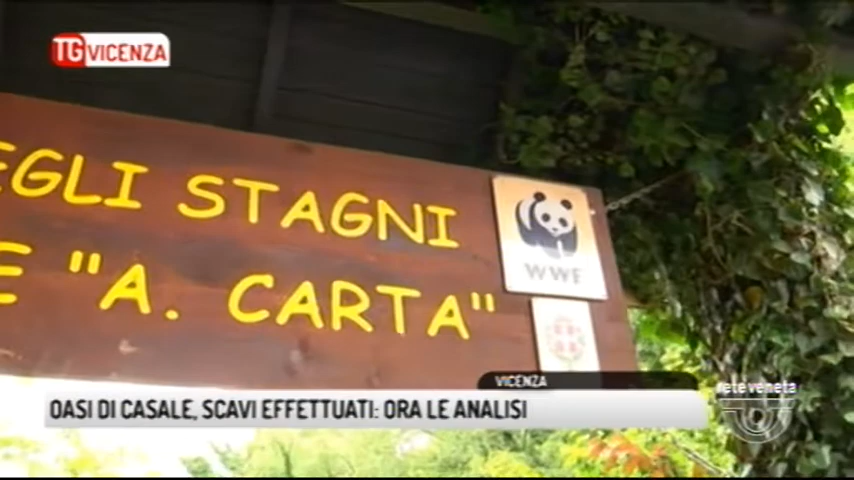 TG VICENZA
EGLI STAGNI
E "A. CARTA"
WWF
VICENZA
OASI DI CASALE, SCAVI EFFETTUATI: ORA LE ANALISI
rete veneta